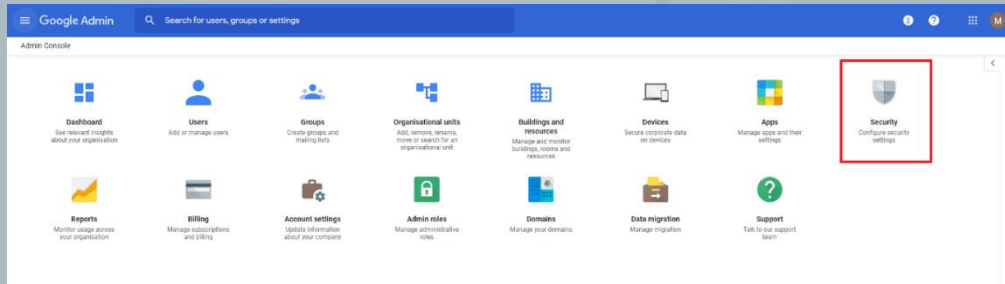 Google Admin
Search for users, groups or settings
M
Admin Console
Dashboard
See relevant insights
about your organisation
Users
Add or manage users
Groups
Create groups and
mailing lists
Organisational units
Add, remove, rename,
move or search for an
organisational unit
Buildings and
resources
Manage and monitor
buildings, rooms and
resources
Devices
Secure corporate data
on devices
Apps
Manage apps and their
settings
Security
Configure security
settings
Reports
Monitor usage across
your organisation
Billing
Manage subscriptions
and billing
Account settings
Update information
about your company
Admin roles
Manage administrative
roles
Domains
Manage your domains
Data migration
Manage migration
Support
Talk to our support
team